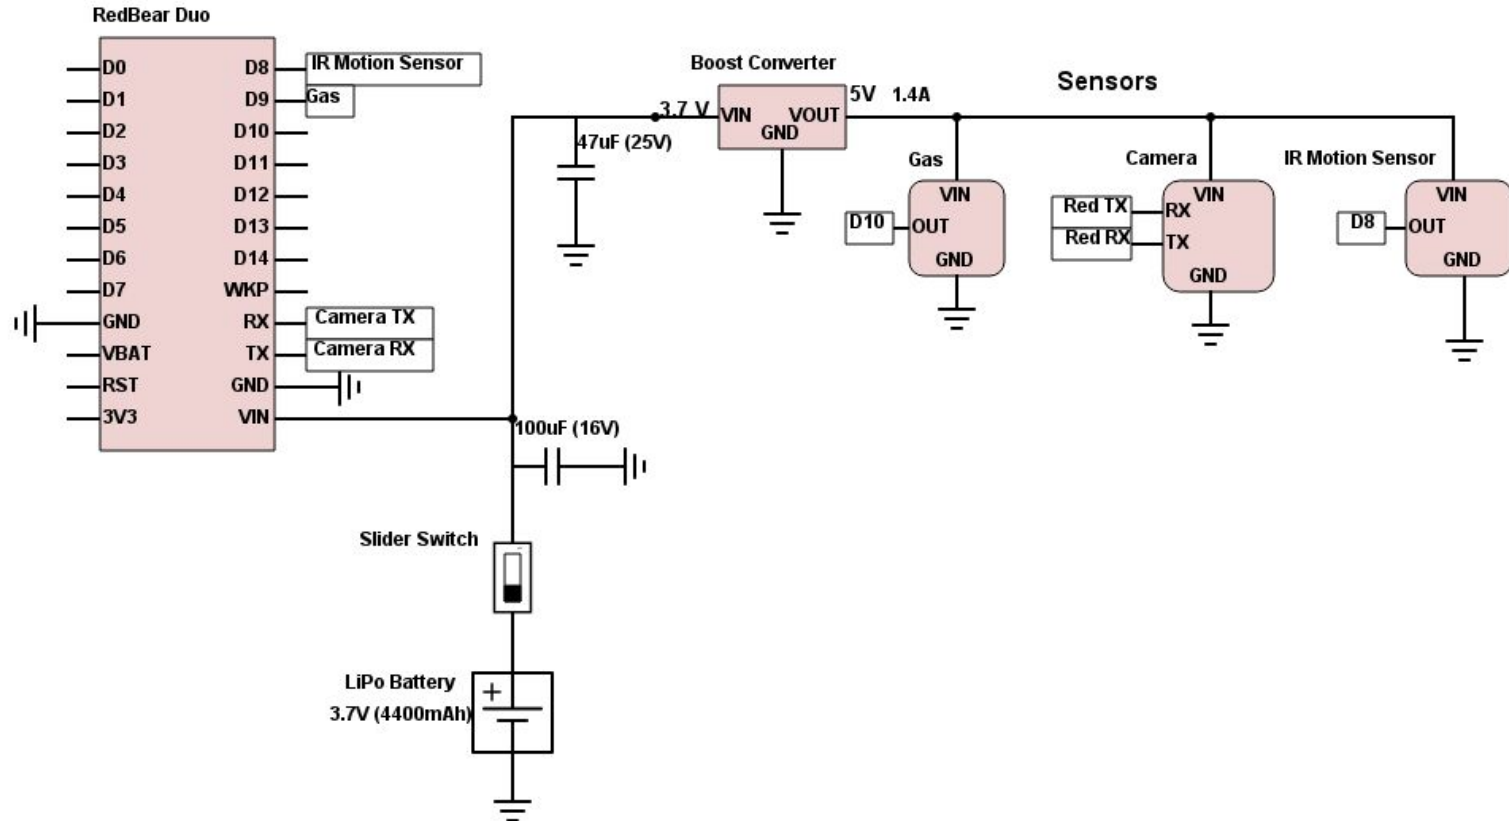 RedBear Duo
D0
D1
D2
D3
D4
D5
D6
D7
GND
VBAT
RST
3V3
D8
D9
D10
D11
D12
D13
D14
WKP
RX
TX
GND
VIN
IR Motion Sensor
Gas
Camera TX
Camera RX
100uF (16V)
Slider Switch
LiPo Battery
3.7V (4400mAh)
+
47uF (25V)
3.7 V
Boost Converter
VIN
VOUT
GND
5V 1.4A
Sensors
Gas
VIN
D10
OUT
GND
Camera
VIN
Red TX
RX
Red RX
TX
GND
IR Motion Sensor
VIN
D8
OUT
GND